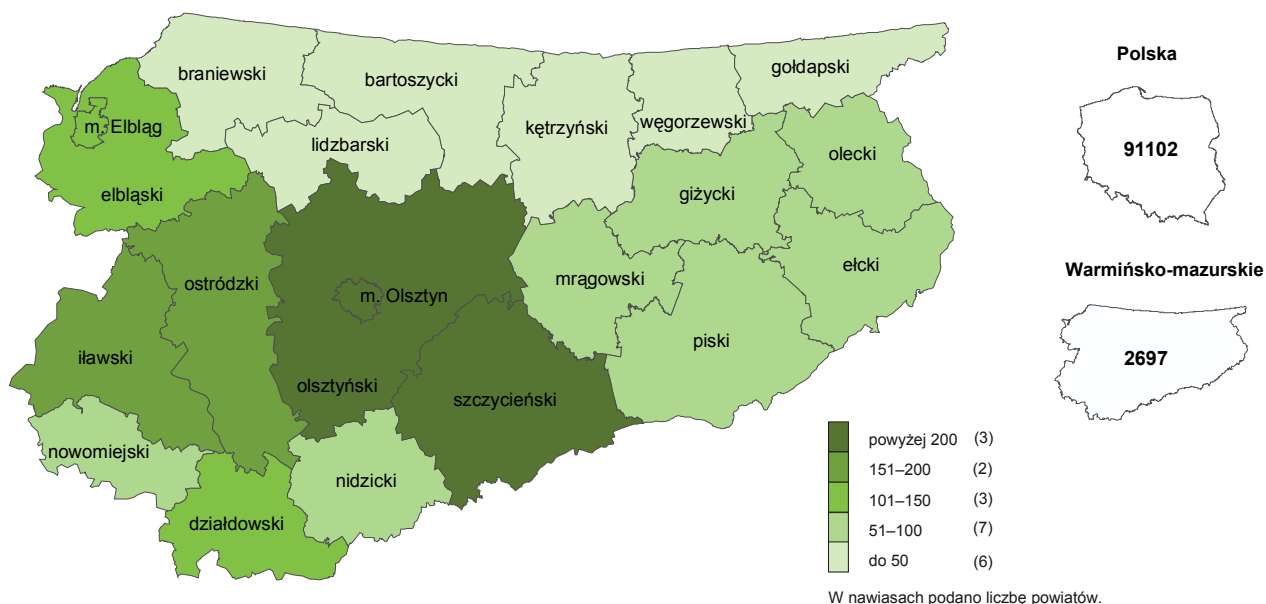 braniewski
bartoszycki
gołdapski
m. Elbląg
kętrzyński
węgorzewski
lidzbarski
olecki
elbląski
giżycki
ostródzki
mrągowski
ełcki
m. Olsztyn
iławski
piski
olsztyński
szczycieński
nowomiejski
nidzicki
działdowski
Polska
91102
Warmińsko-mazurskie
2697
powyżej 200 (3)
151–200 (2)
101–150 (3)
51–100 (7)
do 50 (6)
W nawiasach podano liczbę powiatów.